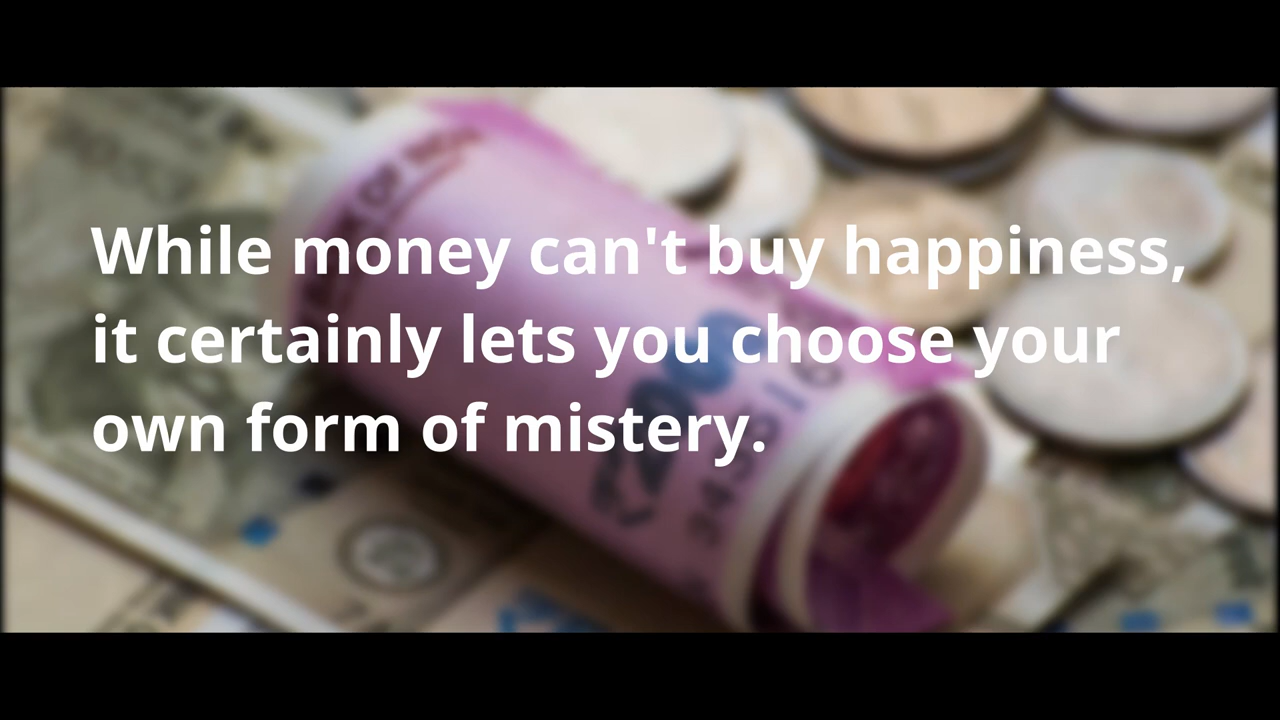 While money can't buy happiness,
it certainly lets you choose your
own form of mistery.